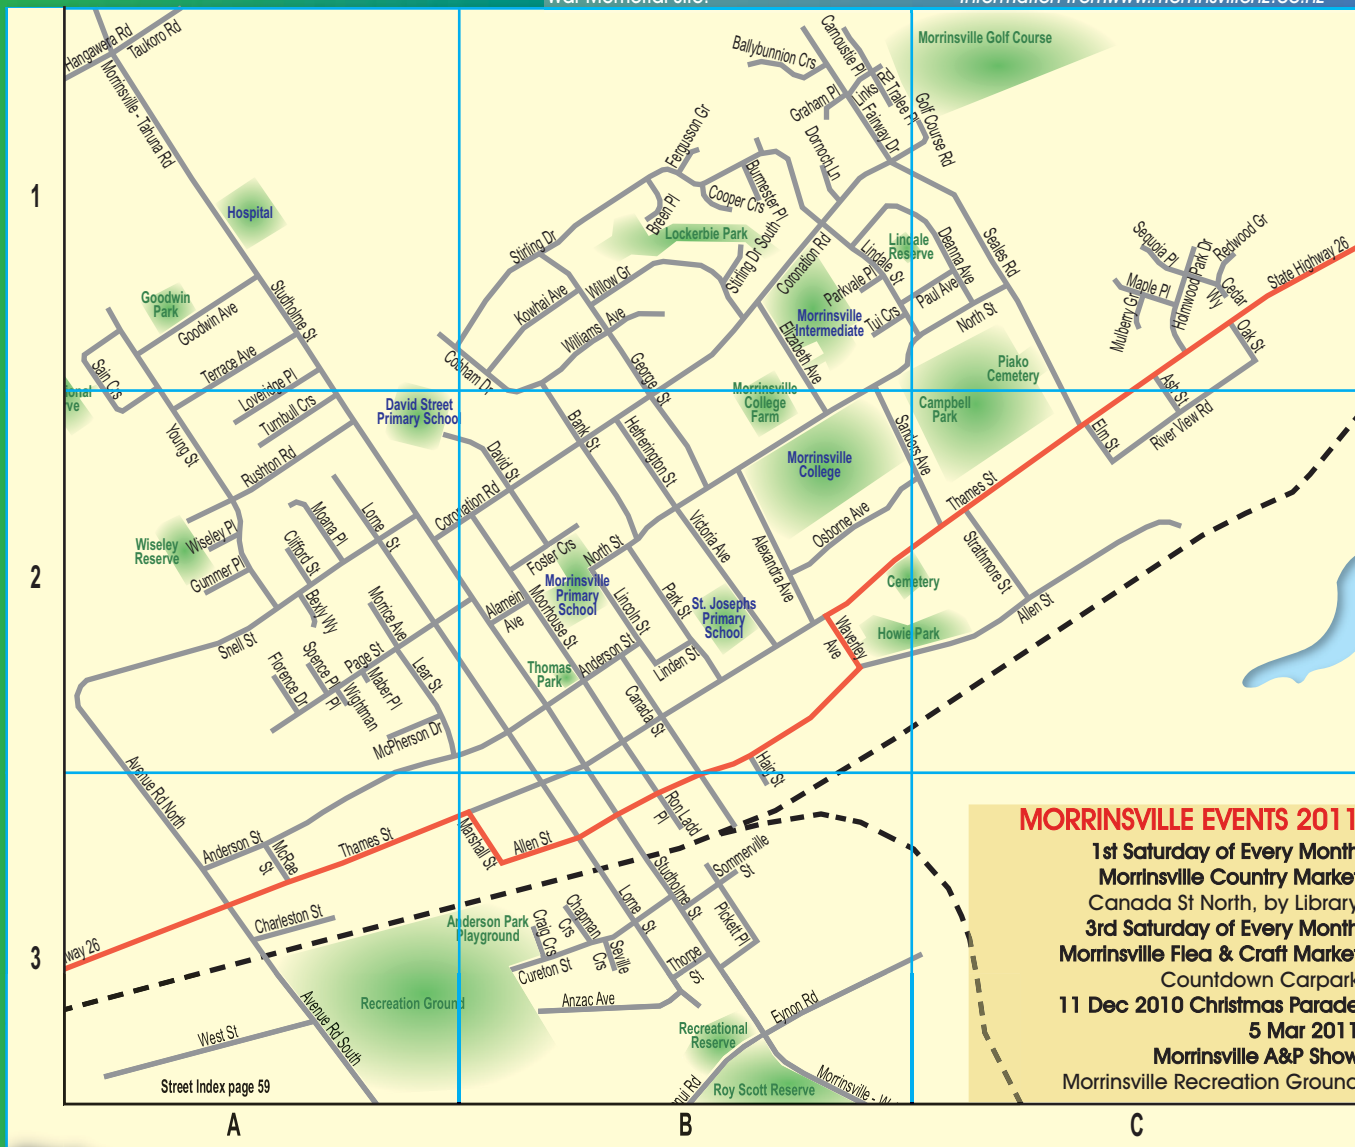 War Memorial site.
information from www.morrinsvillenz.co.nz
Hangawera Rd
Taukoro Rd
Morrinsville - Tahuna Rd
Ballybunnion Crs
Carnoustie Pl
Morrinsville Golf Course
Links Rd
Tralee Pl
Graham Pl
Fairway Dr
Golf Course Rd
Dornoch Ln
Fergusson Gr
Burmester Pl
Cooper Crs
Breen Pl
1
Hospital
Lockerbie Park
Stirling Dr
Stirling Dr South
Coronation Rd
Lindale
Reserve
Lindale St
Deanna Ave
Seales Rd
Sequoia Pl
Redwood Gr
Holmwood Park Dr
State Highway 26
Maple Pl
Cedar
Wy
Mulberry Gr
Goodwin
Park
Goodwin Ave
Studholme St
Kowhai Ave
Willow Gr
Williams Ave
Parkvale Pl
Paul Ave
Tui Crs
North St
Morrinsville
Intermediate
Elizabeth Ave
Oak St
Sain Crs
Terrace Ave
Loveridge Pl
Turnbull Crs
Cobham Dr
George St
Piako
Cemetery
Ash St
River View Rd
Elm St
David Street
Primary School
Morrinsville
College
Farm
Campbell
Park
Young St
Rushton Rd
Bank St
Hetherington St
David St
Coronation Rd
Morrinsville
College
Sanders Ave
Thames St
Osborne Ave
Wiseley
Reserve
Wiseley Pl
Gummer Pl
Moana Pl
Clifford St
Lorne St
2
Foster Crs
North St
Victoria Ave
Alexandra Ave
Strathmore St
Cemetery
Morrinsville
Primary
School
Alamein
Ave
Moorhouse St
Lincoln St
Park St
St. Josephs
Primary
School
Allen St
Howie Park
Waverley
Ave
Snell St
Bexly Wy
Morrice Ave
Page St
Spence Pl
Florence Dr
Maber Pl
Wightman
Pl
Lear St
McPherson Dr
Thomas
Park
Anderson St
Linden St
Canada St
Haig St
Avenue Rd North
Anderson St
McRae
St
Thames St
Marshall St
Allen St
Ron Ladd
Pl
Sommerville
St
Studholme St
Pickett Pl
Charleston St
Anderson Park
Playground
Craig Crs
Chapman
Crs
Seville
Crs
Lorne
St
Cureton St
Thorpe
St
Anzac Ave
3
Recreation Ground
Avenue Rd South
West St
Eynon Rd
Recreational
Reserve
Roy Scott Reserve
Street Index page 59
A
B
C
MORRINSVILLE EVENTS 2011
1st Saturday of Every Month
Morrinsville Country Market
Canada St North, by Library
3rd Saturday of Every Month
Morrinsville Flea & Craft Market
Countdown Carpark
11 Dec 2010 Christmas Parade
5 Mar 2011
Morrinsville A&P Show
Morrinsville Recreation Ground